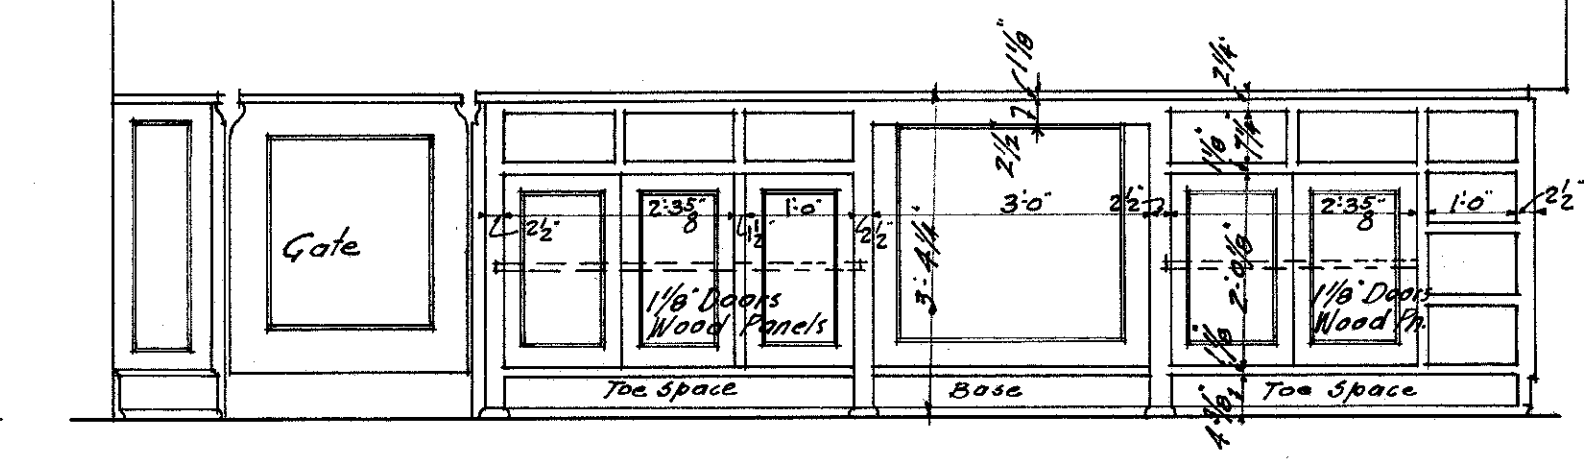 1 1/8"
2 1/4"
7
2 1/2
1 1/8"
7 1/4"
2'-3 5/8"
1'-0"
3'-0"
2 1/2"
2'-3 5/8"
1'-0"
2 1/2"
2 1/2"
1 1/2"
2 1/2"
Gate
3'-4 1/4"
2'-0 1/8"
1 1/8" Doors
Wood Panels
1 1/8" Doors
Wood Pn.
1 1/8"
Toe Space
Base
Toe Space
4 3/8"